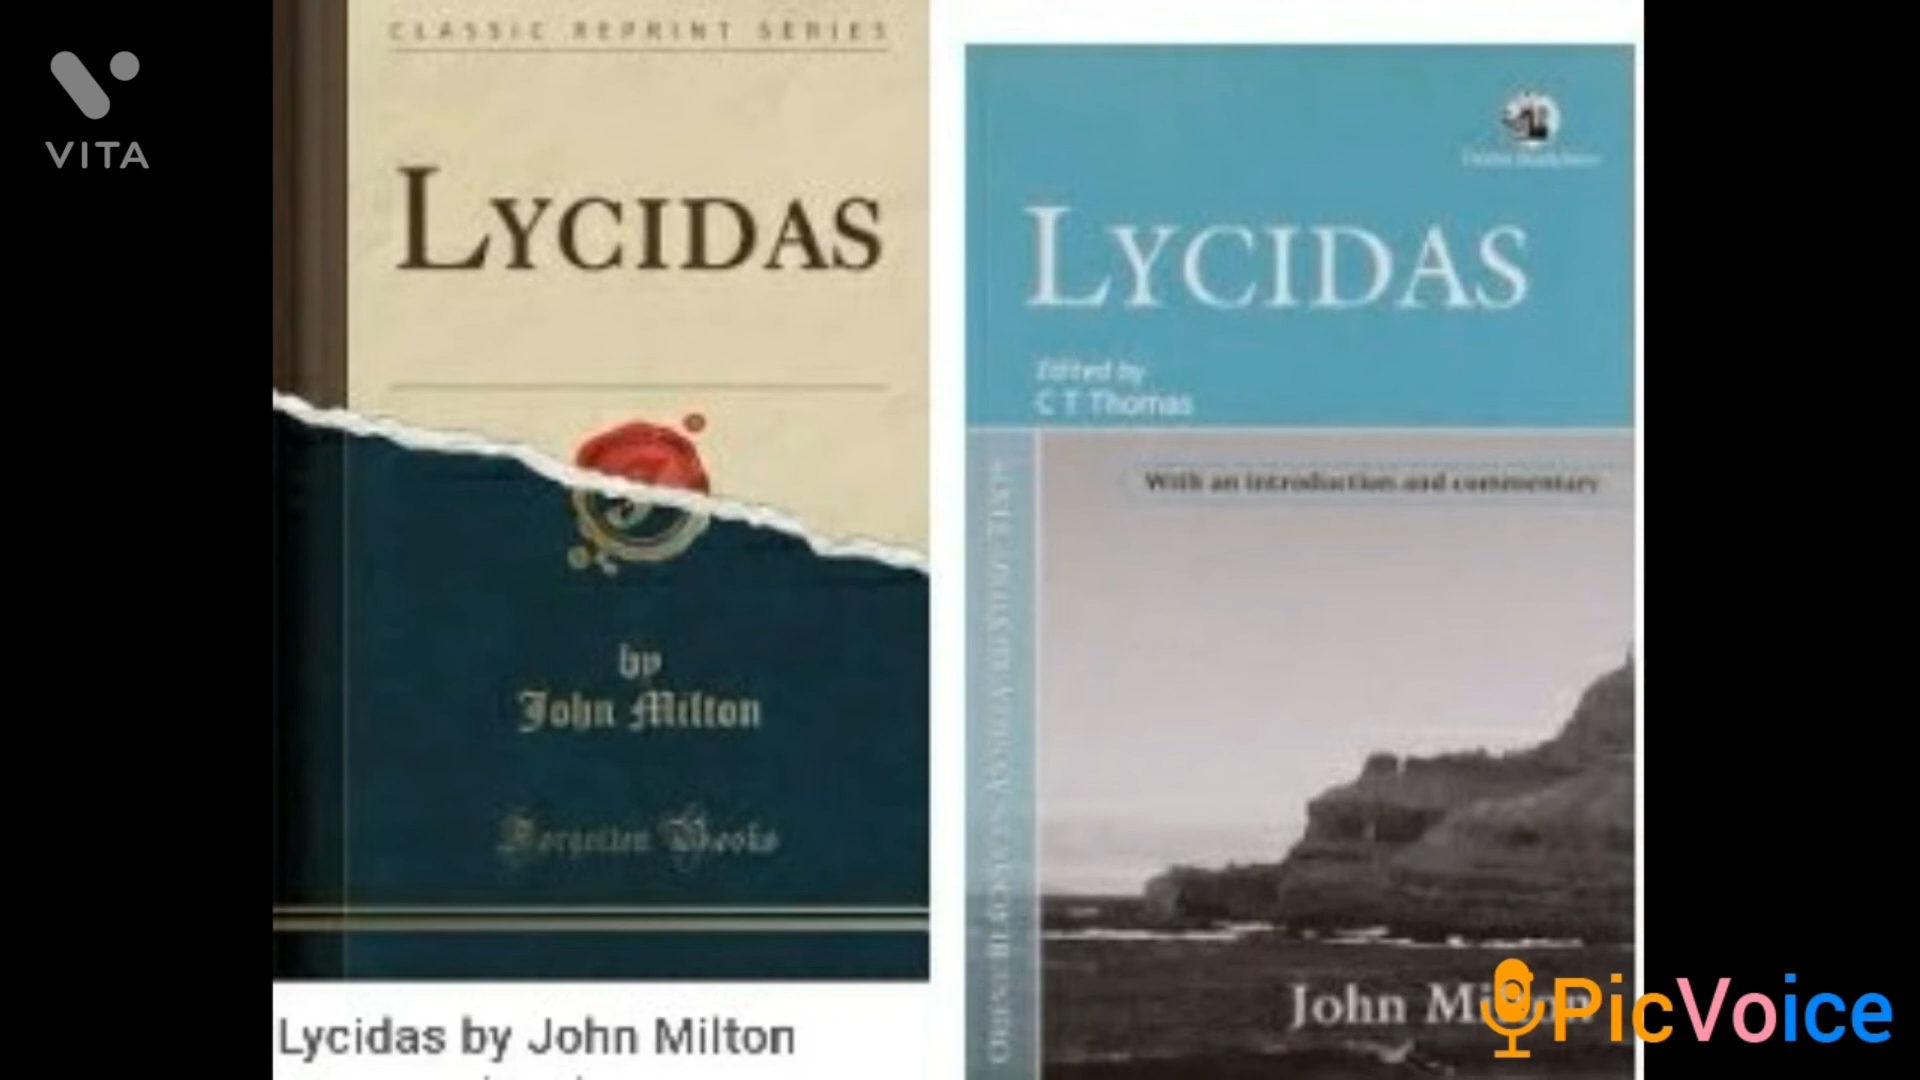 VITA
CLASSIC REPRINT SERIES
LYCIDAS
by
John Milton
Forgotten Books
Lycidas by John Milton
LYCIDAS
Edited by
C T Thomas
With an introduction and commentary
John Milton
PicVoice